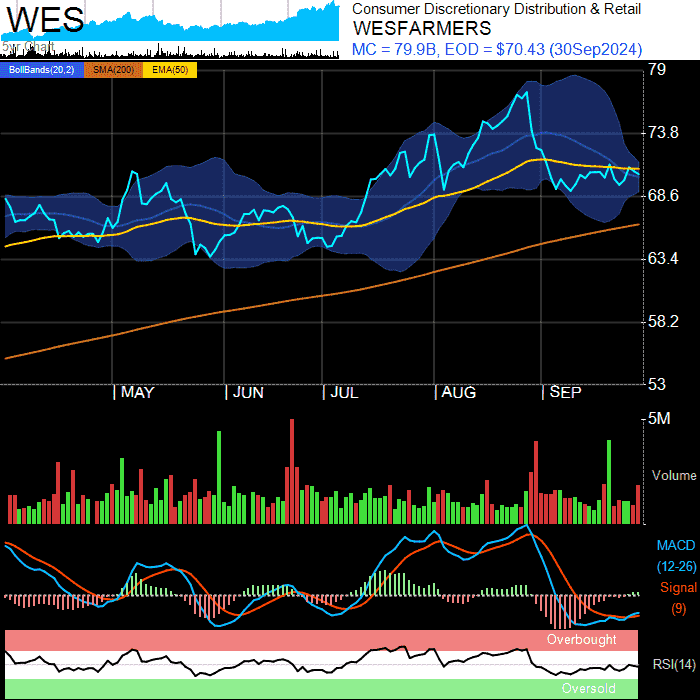 WES
5yr Chart
Consumer Discretionary Distribution & Retail
WESFARMERS
MC = 79.9B, EOD = $70.43 (30Sep2024)
BollBands(20,2) SMA(200) EMA(50)
79
73.8
68.6
63.4
58.2
53
MAY JUN JUL AUG SEP
5M
Volume
MACD
(12-26)
Signal
(9)
Overbought
RSI(14)
Oversold